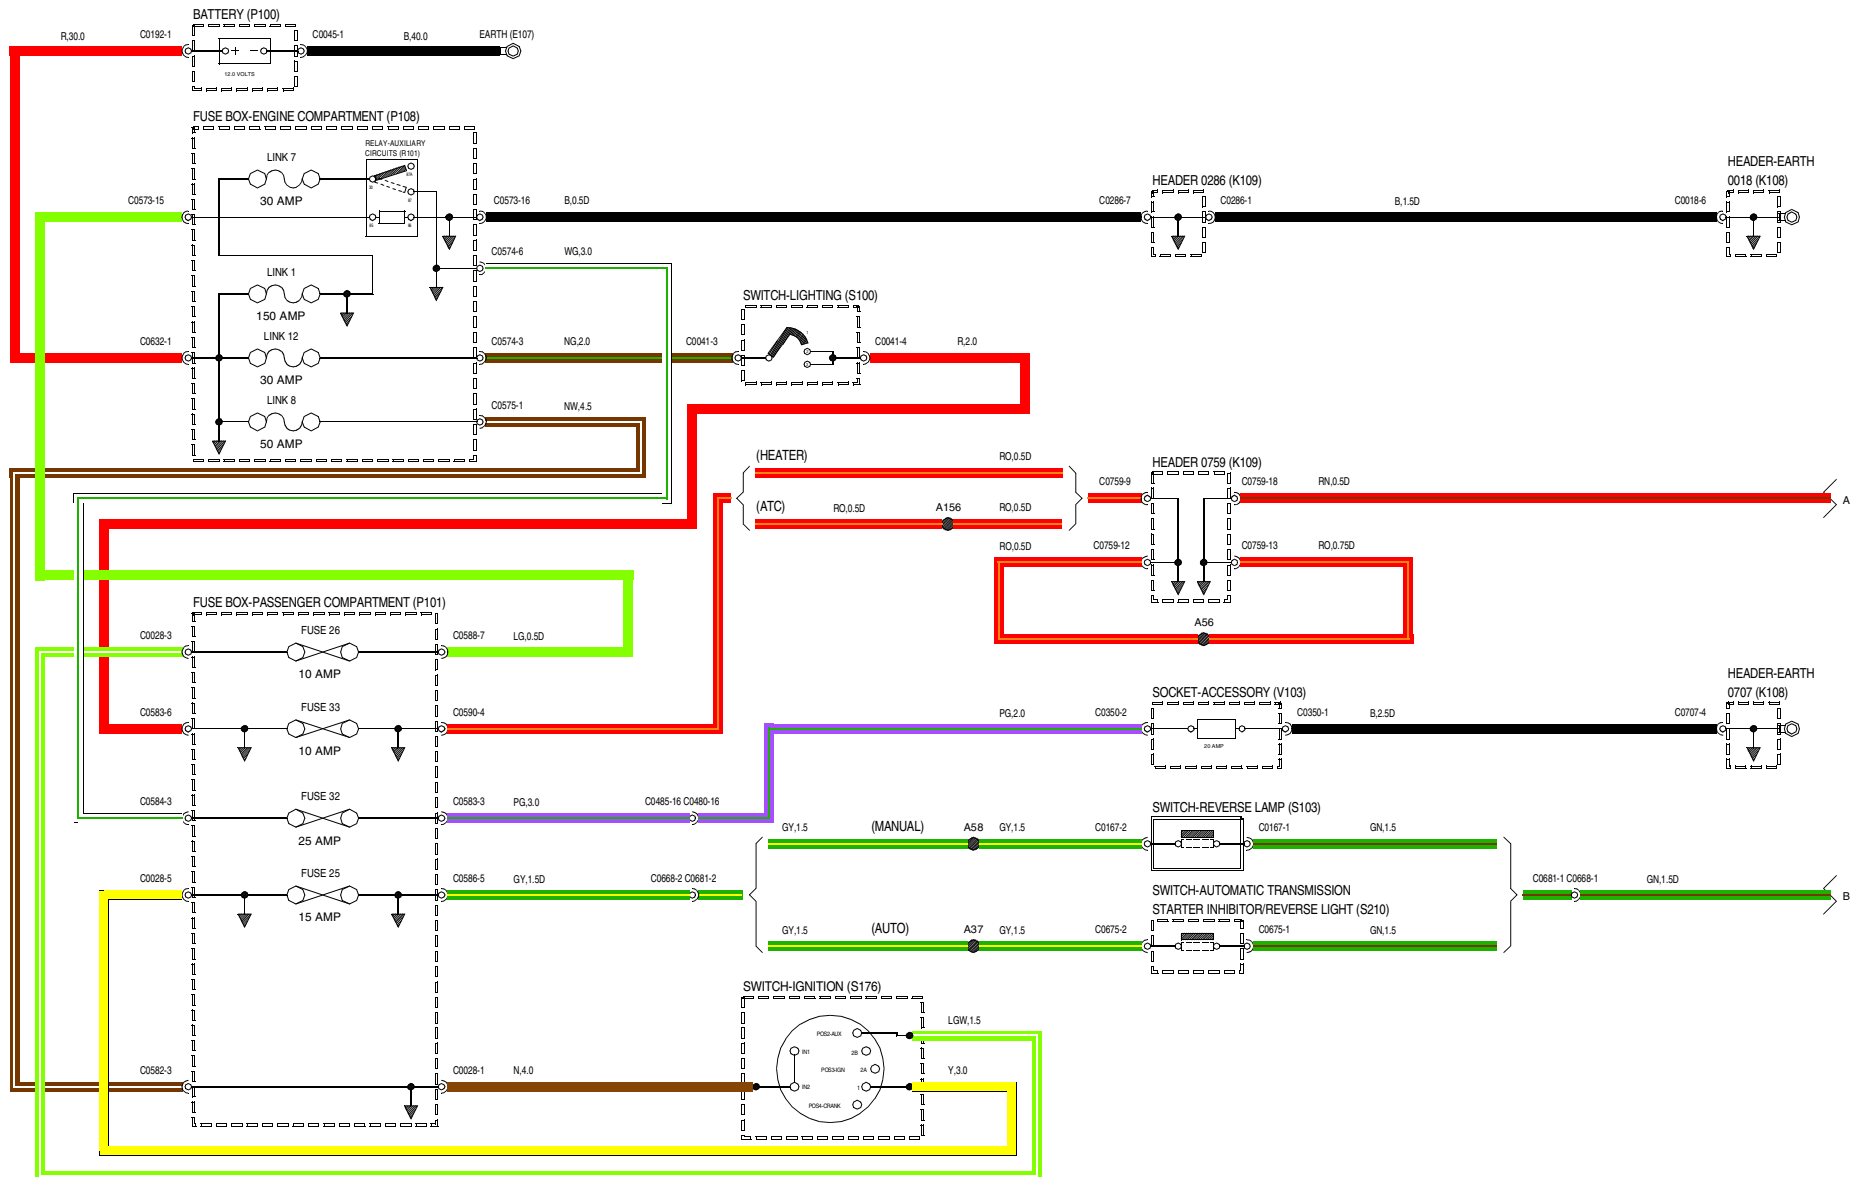 BATTERY (P100)
R,30.0
C0192-1
C0045-1
B,40.0
EARTH (E107)
+ −
12.0 VOLTS
FUSE BOX-ENGINE COMPARTMENT (P108)
RELAY-AUXILIARY
CIRCUITS (R101)
LINK 7
30 AMP
87A
30
87
85
86
C0573-15
C0573-16
B,0.5D
C0574-6
WG,3.0
LINK 1
150 AMP
LINK 12
30 AMP
C0632-1
C0574-3
NG,2.0
LINK 8
50 AMP
C0575-1
NW,4.5
HEADER 0286 (K109)
C0286-7
C0286-1
B,1.5D
C0018-6
HEADER-EARTH
0018 (K108)
SWITCH-LIGHTING (S100)
C0041-3
C0041-4
R,2.0
(HEATER)
RO,0.5D
(ATC)
RO,0.5D
A156
RO,0.5D
C0759-9
HEADER 0759 (K109)
C0759-18
RN,0.5D
A
RO,0.5D
C0759-12
C0759-13
RO,0.75D
A56
FUSE BOX-PASSENGER COMPARTMENT (P101)
C0028-3
FUSE 26
10 AMP
C0588-7
LG,0.5D
C0583-6
FUSE 33
10 AMP
C0590-4
C0584-3
FUSE 32
25 AMP
C0583-3
PG,3.0
C0485-16 C0480-16
C0028-5
FUSE 25
15 AMP
C0586-5
GY,1.5D
C0668-2 C0681-2
C0582-3
C0028-1
N,4.0
PG,2.0
C0350-2
SOCKET-ACCESSORY (V103)
20 AMP
C0350-1
B,2.5D
C0707-4
HEADER-EARTH
0707 (K108)
GY,1.5
(MANUAL)
A58
GY,1.5
C0167-2
SWITCH-REVERSE LAMP (S103)
C0167-1
GN,1.5
GY,1.5
(AUTO)
A37
GY,1.5
C0675-2
SWITCH-AUTOMATIC TRANSMISSION
STARTER INHIBITOR/REVERSE LIGHT (S210)
C0675-1
GN,1.5
C0681-1 C0668-1
GN,1.5D
B
SWITCH-IGNITION (S176)
POS2-AUX
IN1
2B
POS3-IGN
2A
IN2
1
POS4-CRANK
LGW,1.5
Y,3.0